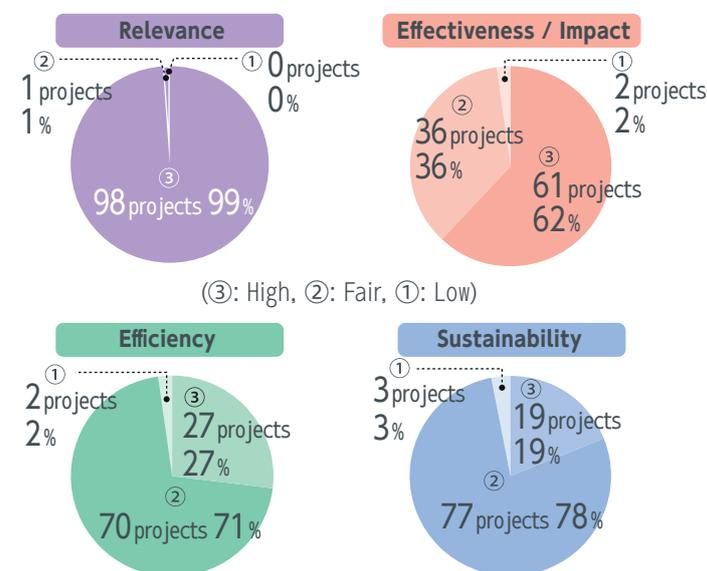 Relevance
②
1 projects
1%
① 0 projects
0%
③
98 projects 99%
Effectiveness / Impact
①
2 projects
2%
②
36 projects
36%
③
61 projects
62%
(③: High, ②: Fair, ①: Low)
Efficiency
①
2 projects
2%
③
27 projects
27%
②
70 projects 71%
Sustainability
①
3 projects
3%
③
19 projects
19%
②
77 projects 78%